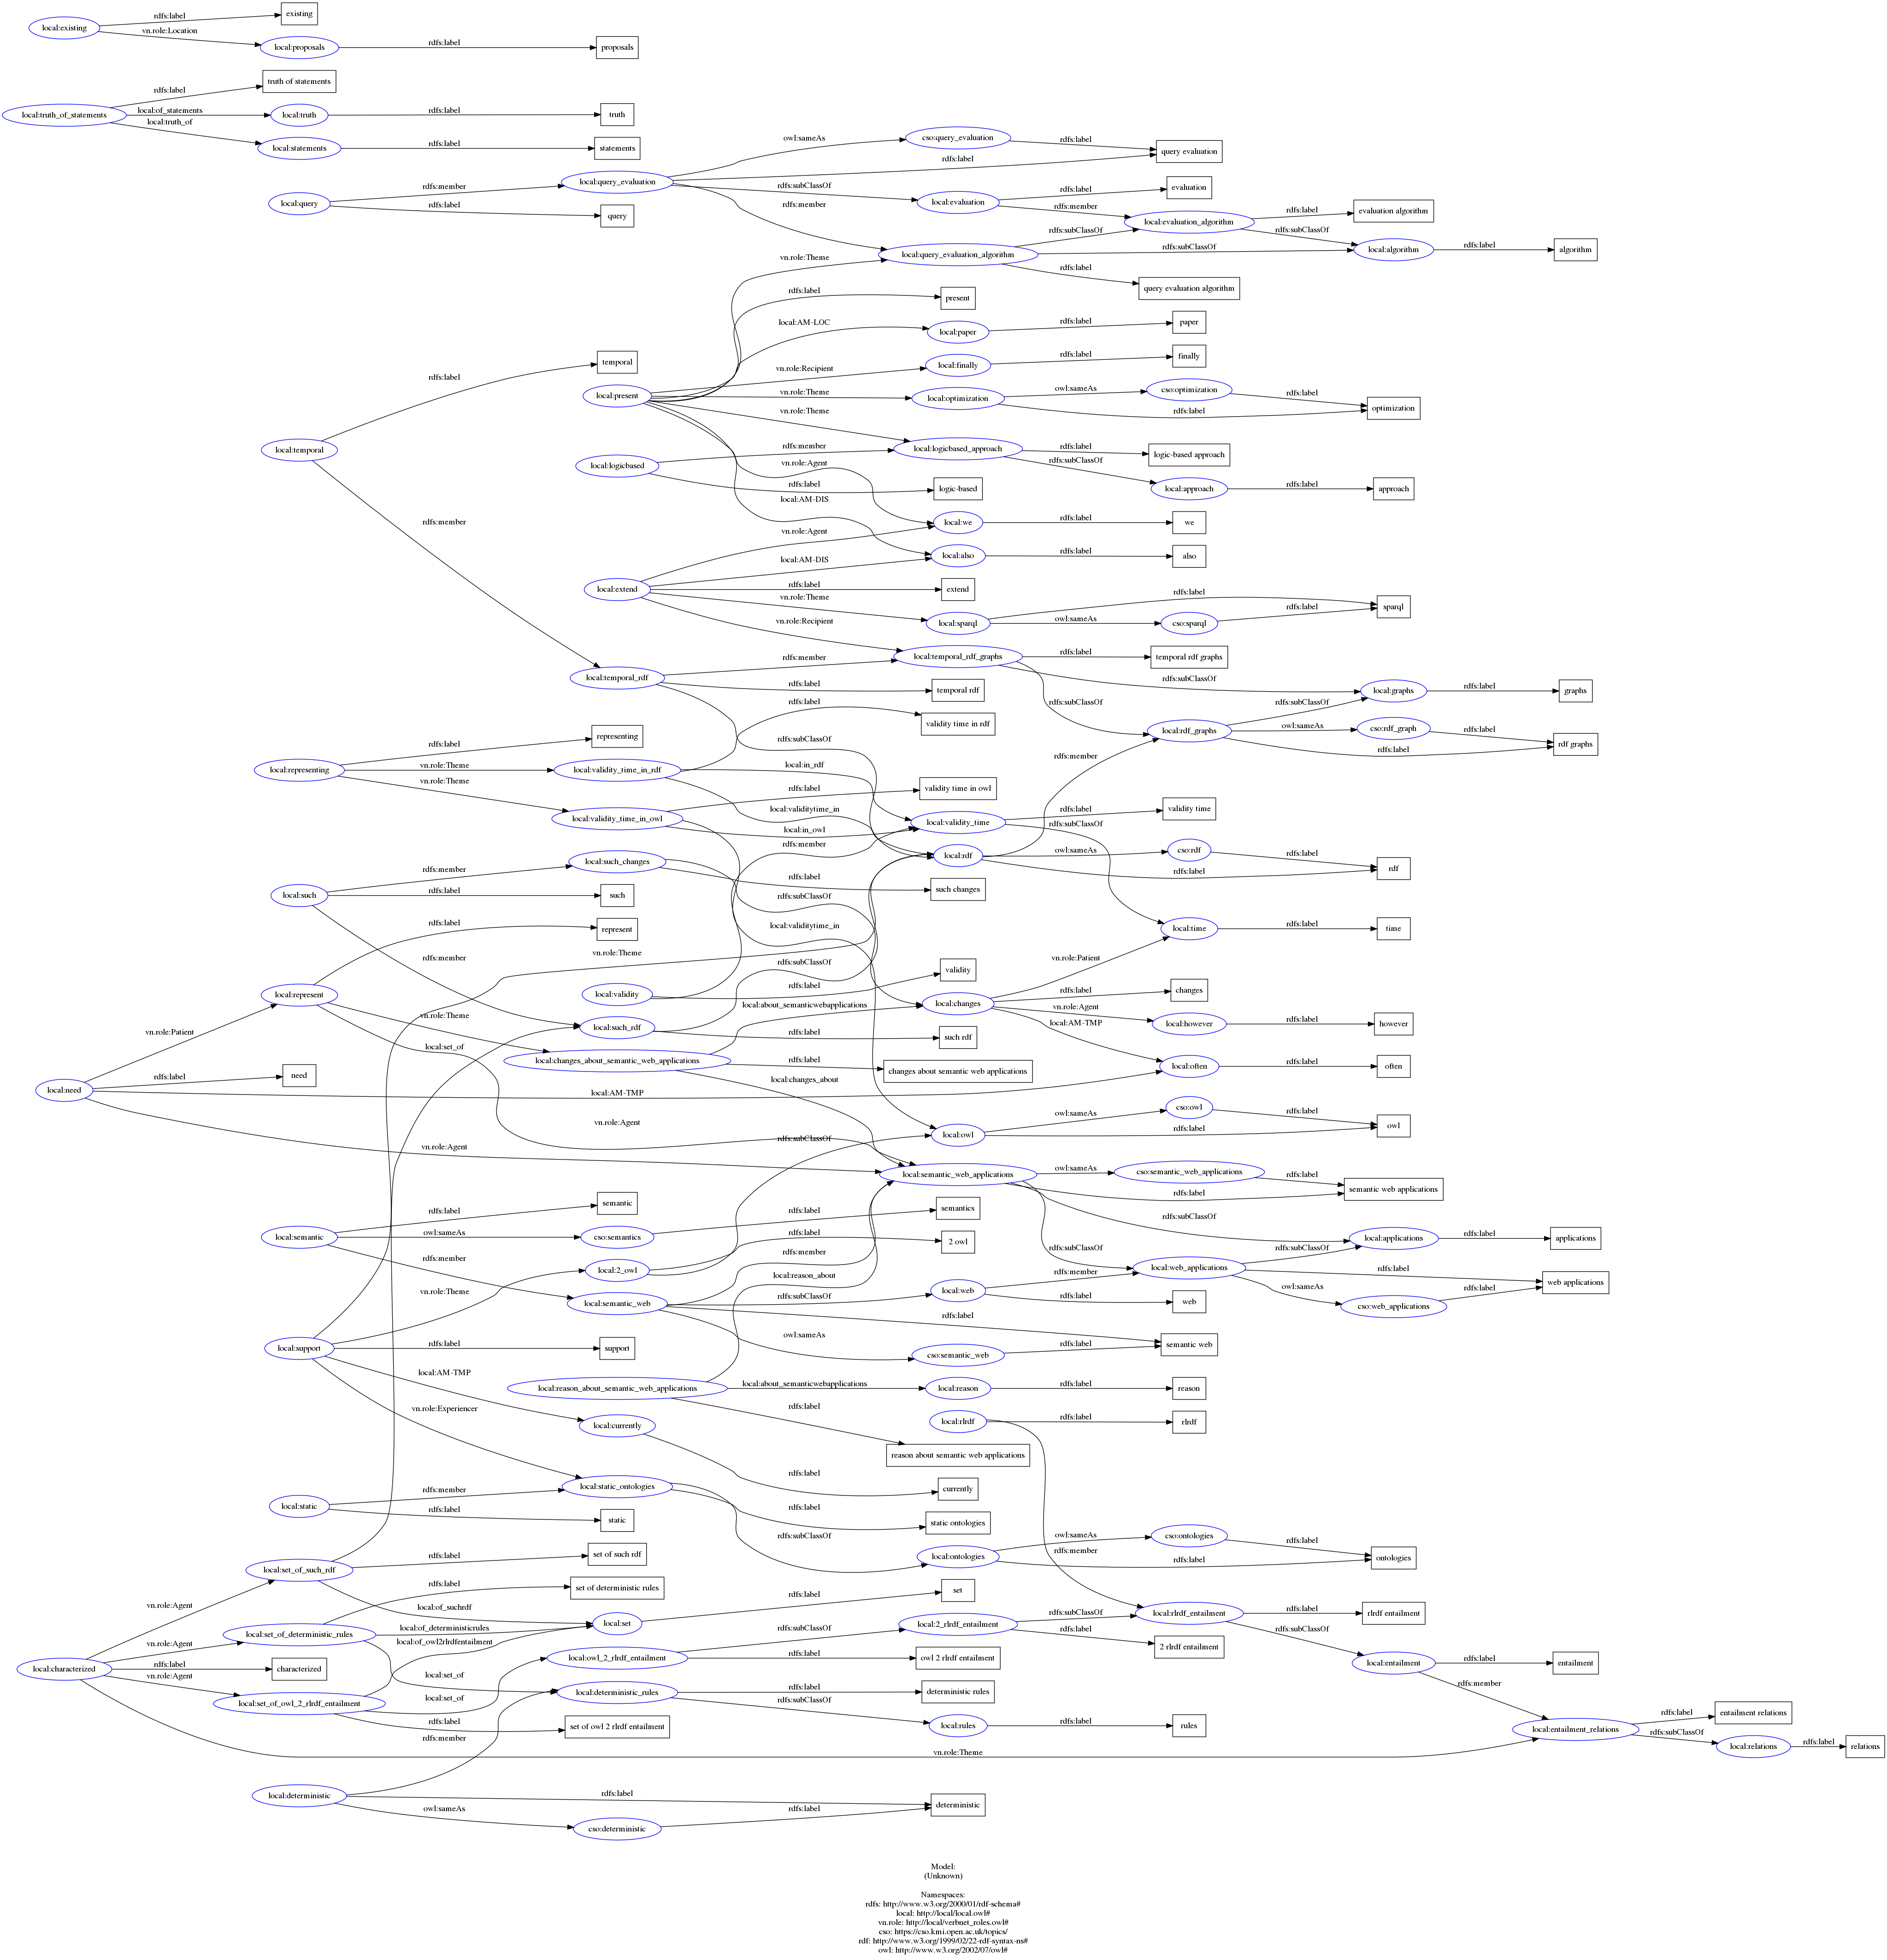 rdfs:label
existing
local:existing
vn.role:Location
local:proposals
rdfs:label
proposals
rdfs:label
truth of statements
local:truth_of_statements
local:of_statements
local:truth
rdfs:label
truth
local:truth_of
local:statements
rdfs:label
statements
owl:sameAs
cso:query_evaluation
rdfs:label
query evaluation
rdfs:label
local:query
rdfs:member
local:query_evaluation
rdfs:label
query
rdfs:subClassOf
local:evaluation
rdfs:label
evaluation
rdfs:member
rdfs:member
local:evaluation_algorithm
rdfs:label
evaluation algorithm
rdfs:subClassOf
rdfs:subClassOf
local:query_evaluation_algorithm
rdfs:subClassOf
local:algorithm
rdfs:label
algorithm
rdfs:label
query evaluation algorithm
vn.role:Theme
rdfs:label
present
local:AM-LOC
local:paper
rdfs:label
paper
rdfs:label
temporal
local:temporal
local:present
vn.role:Recipient
local:finally
rdfs:label
finally
vn.role:Theme
local:optimization
owl:sameAs
cso:optimization
rdfs:label
optimization
rdfs:label
vn.role:Theme
local:logicbased
rdfs:member
local:logicbased_approach
rdfs:label
logic-based approach
rdfs:subClassOf
local:approach
rdfs:label
approach
vn.role:Agent
rdfs:label
logic-based
local:AM-DIS
local:we
rdfs:label
we
rdfs:member
vn.role:Agent
local:also
rdfs:label
also
local:AM-DIS
local:extend
rdfs:label
extend
vn.role:Theme
local:sparql
rdfs:label
owl:sameAs
cso:sparql
rdfs:label
sparql
vn.role:Recipient
local:temporal_rdf
rdfs:member
local:temporal_rdf_graphs
rdfs:label
temporal rdf graphs
rdfs:subClassOf
local:graphs
rdfs:label
graphs
rdfs:label
temporal rdf
rdfs:subClassOf
rdfs:subClassOf
local:rdf_graphs
owl:sameAs
cso:rdf_graph
rdfs:label
rdf graphs
rdfs:label
rdfs:label
validity time in rdf
rdfs:subClassOf
local:representing
rdfs:label
representing
vn.role:Theme
local:validity_time_in_rdf
local:in_rdf
rdfs:member
vn.role:Theme
local:validity_time_in_owl
rdfs:label
validity time in owl
local:validitytime_in
local:in_owl
local:validity_time
rdfs:label
validity time
rdfs:subClassOf
rdfs:member
local:rdf
owl:sameAs
cso:rdf
rdfs:label
rdf
rdfs:label
local:such
rdfs:member
local:such_changes
rdfs:label
such changes
rdfs:label
such
rdfs:subClassOf
rdfs:label
represent
local:validitytime_in
local:time
rdfs:label
time
rdfs:member
vn.role:Theme
rdfs:subClassOf
local:represent
local:validity
rdfs:label
validity
vn.role:Patient
local:changes
rdfs:label
changes
local:about_semanticwebapplications
vn.role:Agent
local:however
rdfs:label
however
vn.role:Theme
local:such_rdf
rdfs:label
such rdf
local:AM-TMP
vn.role:Patient
local:set_of
local:changes_about_semantic_web_applications
rdfs:label
changes about semantic web applications
local:often
rdfs:label
often
rdfs:label
need
local:need
local:AM-TMP
local:changes_about
cso:owl
rdfs:label
owl
owl:sameAs
vn.role:Agent
local:owl
rdfs:label
vn.role:Agent
rdfs:subClassOf
local:semantic_web_applications
owl:sameAs
cso:semantic_web_applications
rdfs:label
semantic web applications
rdfs:label
local:semantic
rdfs:label
semantic
owl:sameAs
cso:semantics
rdfs:label
semantics
rdfs:subClassOf
rdfs:label
2 owl
local:applications
rdfs:label
applications
rdfs:member
local:2_owl
rdfs:member
rdfs:subClassOf
rdfs:subClassOf
local:web_applications
rdfs:label
web applications
vn.role:Theme
local:reason_about
local:semantic_web
rdfs:subClassOf
local:web
rdfs:member
rdfs:label
web
owl:sameAs
cso:web_applications
rdfs:label
rdfs:label
owl:sameAs
semantic web
local:support
rdfs:label
support
cso:semantic_web
rdfs:label
local:AM-TMP
local:reason_about_semantic_web_applications
local:about_semanticwebapplications
local:reason
rdfs:label
reason
vn.role:Experiencer
local:currently
rdfs:label
local:rlrdf
rdfs:label
rlrdf
reason about semantic web applications
rdfs:label
currently
local:static
rdfs:member
local:static_ontologies
rdfs:label
static ontologies
rdfs:label
static
rdfs:subClassOf
owl:sameAs
cso:ontologies
rdfs:label
ontologies
rdfs:member
local:ontologies
rdfs:label
local:set_of_such_rdf
rdfs:label
set of such rdf
rdfs:label
set of deterministic rules
rdfs:label
set
vn.role:Agent
local:of_suchrdf
local:set
vn.role:Agent
local:set_of_deterministic_rules
local:of_deterministicrules
local:of_owl2rlrdfentailment
rdfs:subClassOf
local:2_rlrdf_entailment
rdfs:subClassOf
local:rlrdf_entailment
rdfs:label
rlrdf entailment
rdfs:label
2 rlrdf entailment
rdfs:subClassOf
local:characterized
rdfs:label
characterized
vn.role:Agent
local:set_of
local:owl_2_rlrdf_entailment
rdfs:label
owl 2 rlrdf entailment
local:entailment
rdfs:label
entailment
rdfs:member
local:set_of_owl_2_rlrdf_entailment
local:set_of
local:deterministic_rules
rdfs:label
deterministic rules
rdfs:subClassOf
local:rules
rdfs:label
rules
rdfs:label
set of owl 2 rlrdf entailment
rdfs:member
vn.role:Theme
local:entailment_relations
rdfs:label
entailment relations
rdfs:subClassOf
local:relations
rdfs:label
relations
local:deterministic
rdfs:label
deterministic
owl:sameAs
cso:deterministic
rdfs:label
Model:
(Unknown)
Namespaces:
rdfs: http://www.w3.org/2000/01/rdf-schema#
local: http://local/local.owl#
vn.role: http://local/verbnet_roles.owl#
cso: https://cso.kmi.open.ac.uk/topics/
rdf: http://www.w3.org/1999/02/22-rdf-syntax-ns#
owl: http://www.w3.org/2002/07/owl#